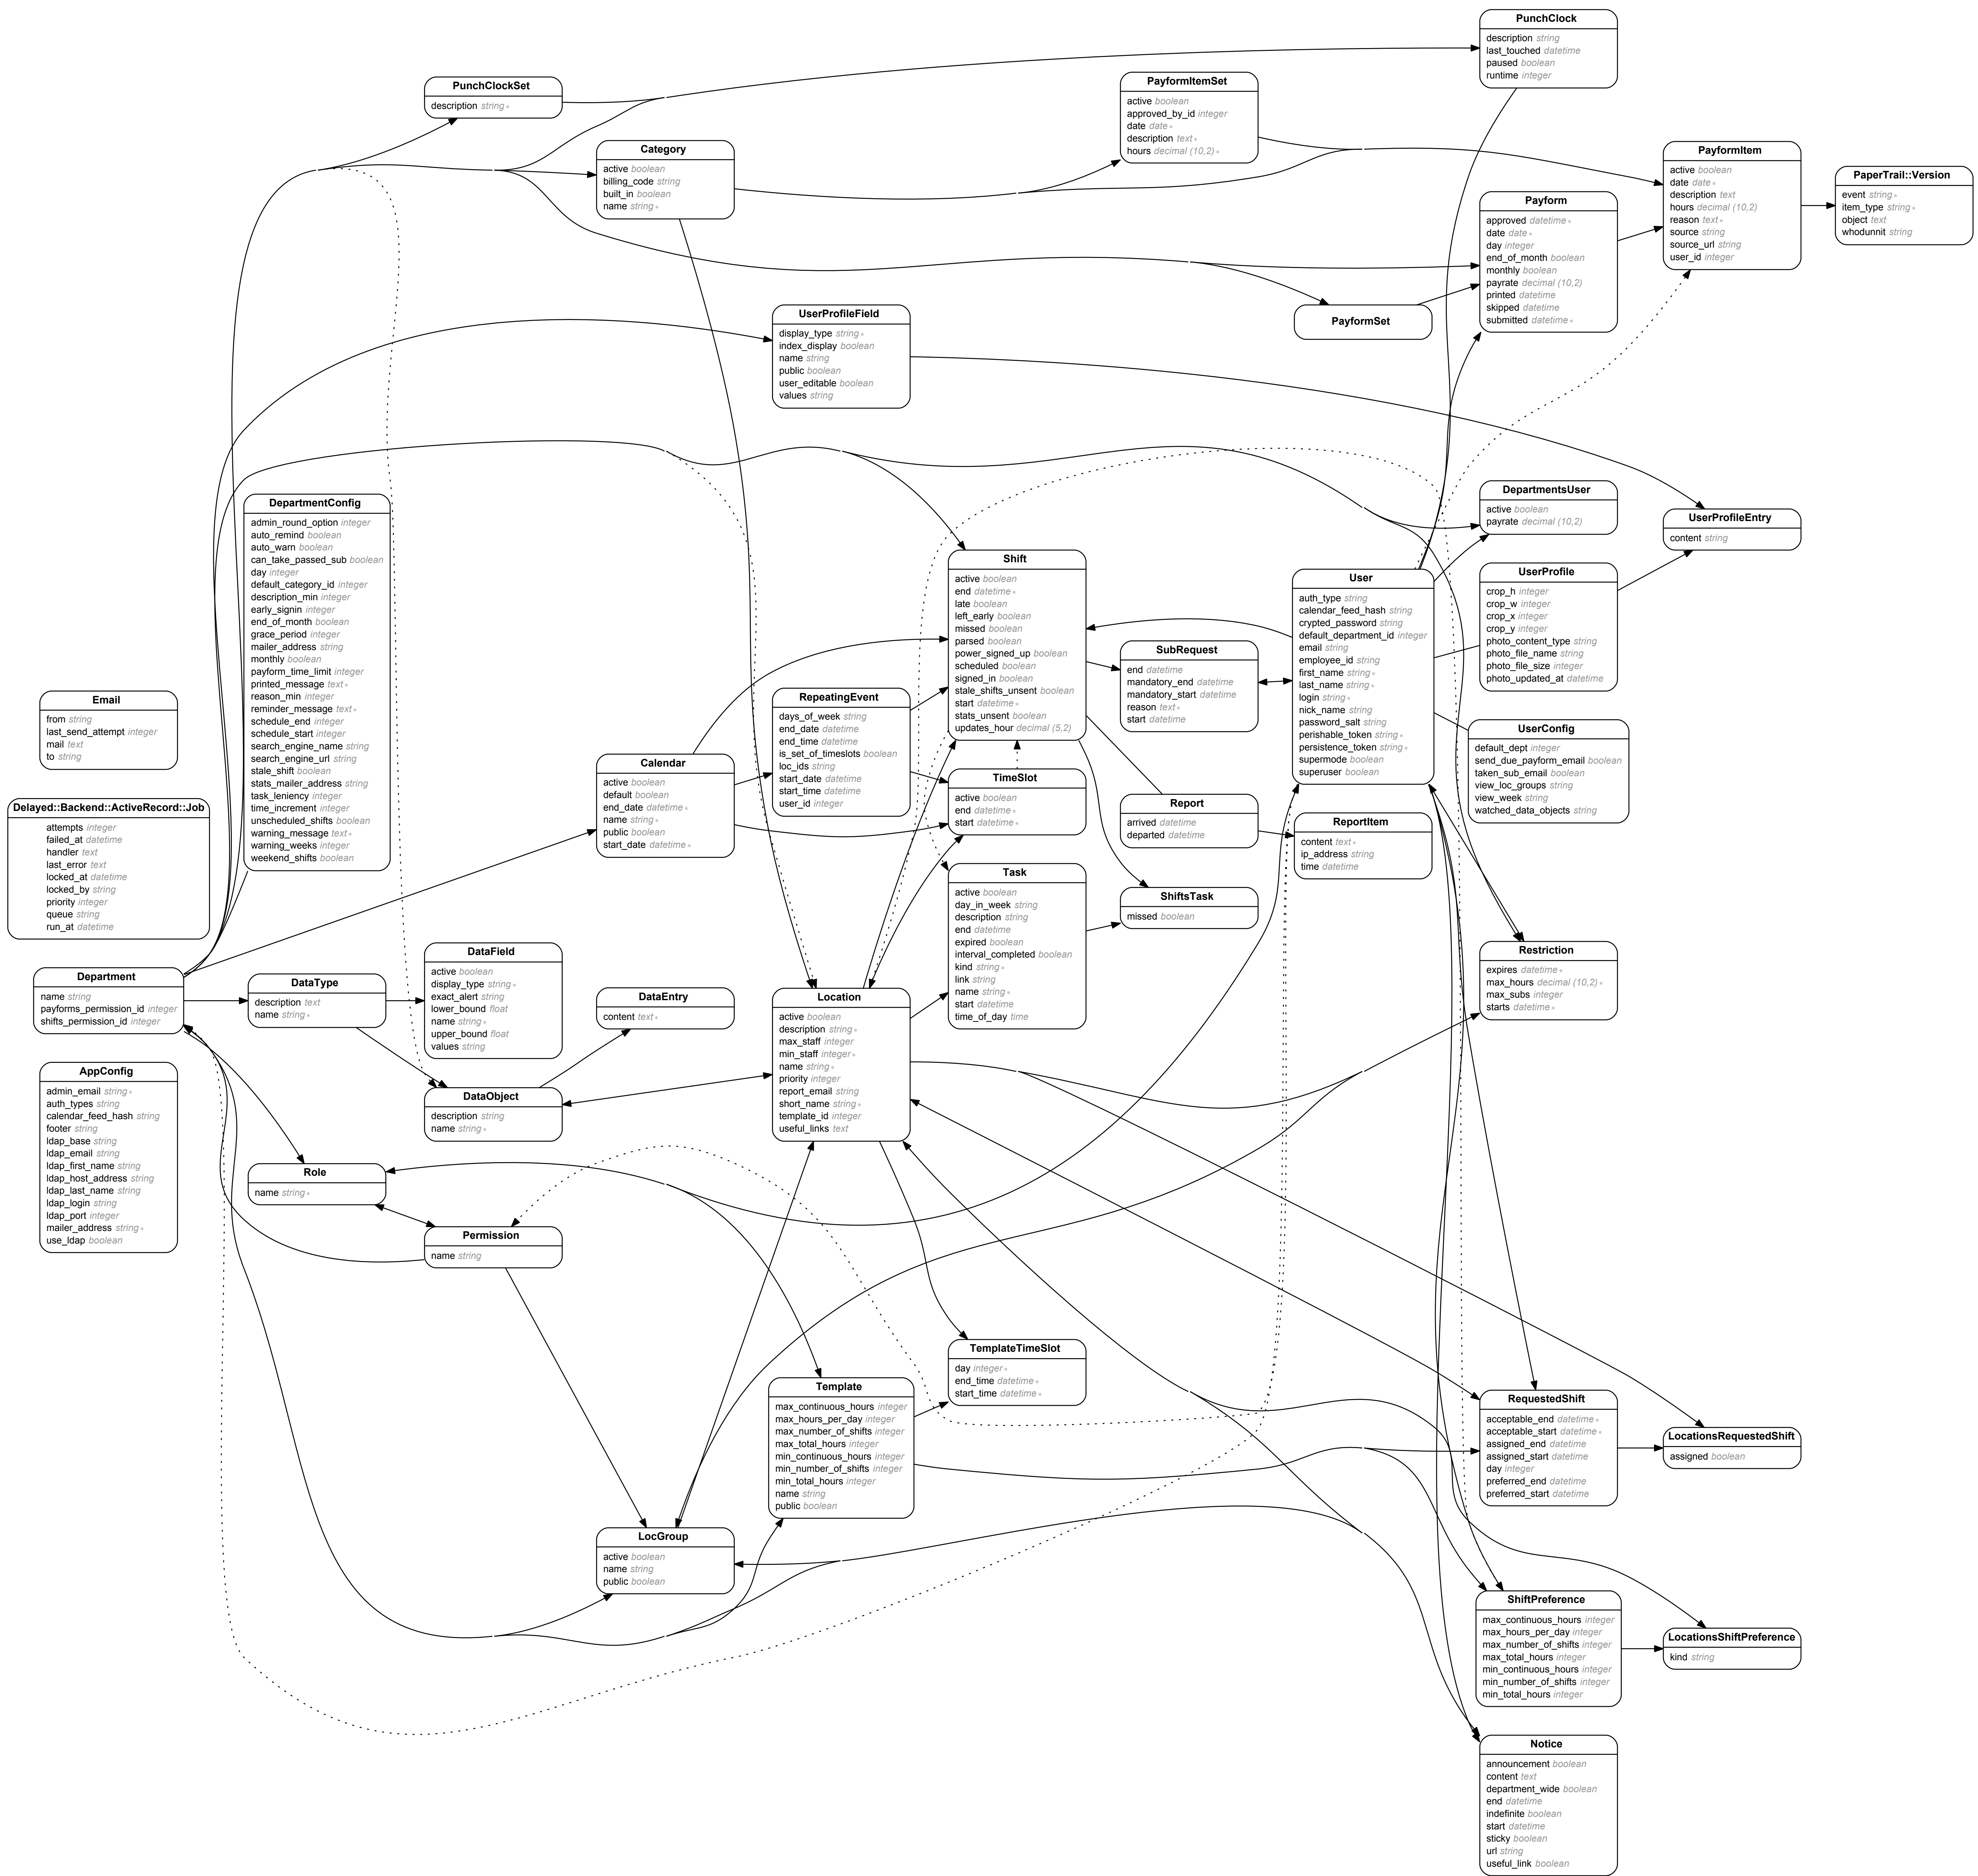 PunchClock
description string
last_touched datetime
paused boolean
runtime integer
PunchClockSet
description string ∗
PayformItemSet
active boolean
approved_by_id integer
date date ∗
description text ∗
hours decimal (10,2) ∗
Category
active boolean
billing_code string
built_in boolean
name string ∗
PayformItem
active boolean
date date ∗
description text
hours decimal (10,2)
reason text ∗
source string
source_url string
user_id integer
PaperTrail::Version
event string ∗
item_type string ∗
object text
whodunnit string
Payform
approved datetime ∗
date date ∗
day integer
end_of_month boolean
monthly boolean
payrate decimal (10,2)
printed datetime
skipped datetime
submitted datetime ∗
PayformSet
UserProfileField
display_type string ∗
index_display boolean
name string
public boolean
user_editable boolean
values string
DepartmentConfig
admin_round_option integer
auto_remind boolean
auto_warn boolean
can_take_passed_sub boolean
day integer
default_category_id integer
description_min integer
early_signin integer
end_of_month boolean
grace_period integer
mailer_address string
monthly boolean
payform_time_limit integer
printed_message text ∗
reason_min integer
reminder_message text ∗
schedule_end integer
schedule_start integer
search_engine_name string
search_engine_url string
stale_shift boolean
stats_mailer_address string
task_leniency integer
time_increment integer
unscheduled_shifts boolean
warning_message text ∗
warning_weeks integer
weekend_shifts boolean
DepartmentsUser
active boolean
payrate decimal (10,2)
UserProfileEntry
content string
Shift
active boolean
end datetime ∗
late boolean
left_early boolean
missed boolean
parsed boolean
power_signed_up boolean
scheduled boolean
signed_in boolean
stale_shifts_unsent boolean
start datetime ∗
stats_unsent boolean
updates_hour decimal (5,2)
User
auth_type string
calendar_feed_hash string
crypted_password string
default_department_id integer
email string
employee_id string
first_name string ∗
last_name string ∗
login string ∗
nick_name string
password_salt string
perishable_token string ∗
persistence_token string ∗
supermode boolean
superuser boolean
UserProfile
crop_h integer
crop_w integer
crop_x integer
crop_y integer
photo_content_type string
photo_file_name string
photo_file_size integer
photo_updated_at datetime
SubRequest
end datetime
mandatory_end datetime
mandatory_start datetime
reason text ∗
start datetime
Email
from string
last_send_attempt integer
mail text
to string
RepeatingEvent
days_of_week string
end_date datetime
end_time datetime
is_set_of_timeslots boolean
loc_ids string
start_date datetime
start_time datetime
user_id integer
UserConfig
default_dept integer
send_due_payform_email boolean
taken_sub_email boolean
view_loc_groups string
view_week string
watched_data_objects string
Calendar
active boolean
default boolean
end_date datetime ∗
name string ∗
public boolean
start_date datetime ∗
TimeSlot
active boolean
end datetime ∗
start datetime ∗
Report
arrived datetime
departed datetime
ReportItem
content text ∗
ip_address string
time datetime
Delayed::Backend::ActiveRecord::Job
attempts integer
failed_at datetime
handler text
last_error text
locked_at datetime
locked_by string
priority integer
queue string
run_at datetime
Task
active boolean
day_in_week string
description string
end datetime
expired boolean
interval_completed boolean
kind string ∗
link string
name string ∗
start datetime
time_of_day time
ShiftsTask
missed boolean
Department
name string
payforms_permission_id integer
shifts_permission_id integer
DataType
description text
name string ∗
DataField
active boolean
display_type string ∗
exact_alert string
lower_bound float
name string ∗
upper_bound float
values string
DataEntry
content text ∗
Location
active boolean
description string ∗
max_staff integer
min_staff integer ∗
name string ∗
priority integer
report_email string
short_name string ∗
template_id integer
useful_links text
Restriction
expires datetime ∗
max_hours decimal (10,2) ∗
max_subs integer
starts datetime ∗
AppConfig
admin_email string ∗
auth_types string
calendar_feed_hash string
footer string
ldap_base string
ldap_email string
ldap_first_name string
ldap_host_address string
ldap_last_name string
ldap_login string
ldap_port integer
mailer_address string ∗
use_ldap boolean
DataObject
description string
name string ∗
Role
name string ∗
Permission
name string
TemplateTimeSlot
day integer ∗
end_time datetime ∗
start_time datetime ∗
Template
max_continuous_hours integer
max_hours_per_day integer
max_number_of_shifts integer
max_total_hours integer
min_continuous_hours integer
min_number_of_shifts integer
min_total_hours integer
name string
public boolean
RequestedShift
acceptable_end datetime ∗
acceptable_start datetime ∗
assigned_end datetime
assigned_start datetime
day integer
preferred_end datetime
preferred_start datetime
LocationsRequestedShift
assigned boolean
LocGroup
active boolean
name string
public boolean
ShiftPreference
max_continuous_hours integer
max_hours_per_day integer
max_number_of_shifts integer
max_total_hours integer
min_continuous_hours integer
min_number_of_shifts integer
min_total_hours integer
LocationsShiftPreference
kind string
Notice
announcement boolean
content text
department_wide boolean
end datetime
indefinite boolean
start datetime
sticky boolean
url string
useful_link boolean